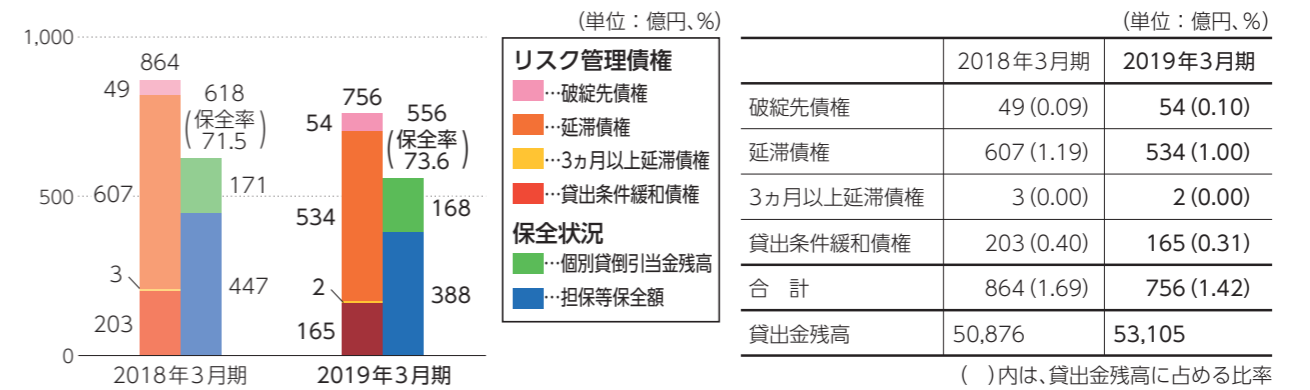 (単位：億円、%)
1,000
500
0
864
49
607
3
203
618
(保全率
71.5)
171
447
2018年3月期
756
54
534
2
165
556
(保全率
73.6)
168
388
2019年3月期
リスク管理債権
…破綻先債権
…延滞債権
…3ヵ月以上延滞債権
…貸出条件緩和債権
保全状況
…個別貸倒引当金残高
…担保等保全額
(単位：億円、%)
2018年3月期 2019年3月期
破綻先債権 49(0.09) 54(0.10)
延滞債権 607(1.19) 534(1.00)
3ヵ月以上延滞債権 3(0.00) 2(0.00)
貸出条件緩和債権 203(0.40) 165(0.31)
合　計 864(1.69) 756(1.42)
貸出金残高 50,876 53,105
(　)内は、貸出金残高に占める比率